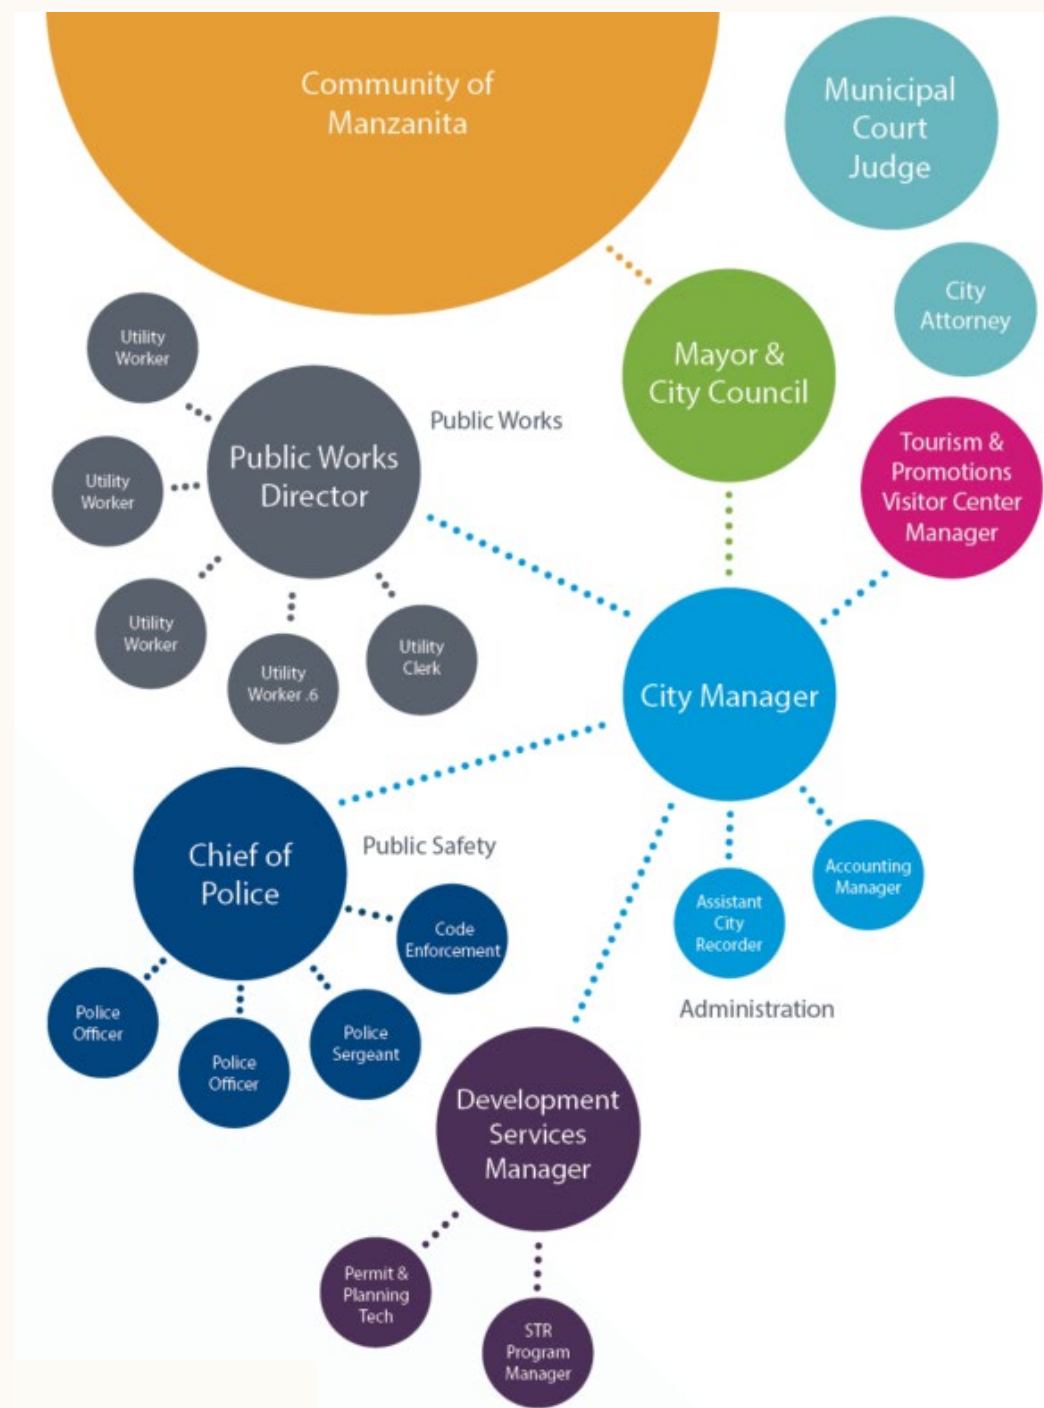 Community of
Manzanita
Municipal
Court
Judge
City
Attorney
Mayor &
City Council
Tourism &
Promotions
Visitor Center
Manager
Utility
Worker
Public Works
Public Works
Director
Utility
Worker
Utility
Worker
Utility
Worker .6
Utility
Clerk
City Manager
Chief of
Police
Public Safety
Code
Enforcement
Police
Officer
Police
Officer
Police
Sergeant
Accounting
Manager
Assistant
City
Recorder
Administration
Development
Services
Manager
Permit &
Planning
Tech
STR
Program
Manager